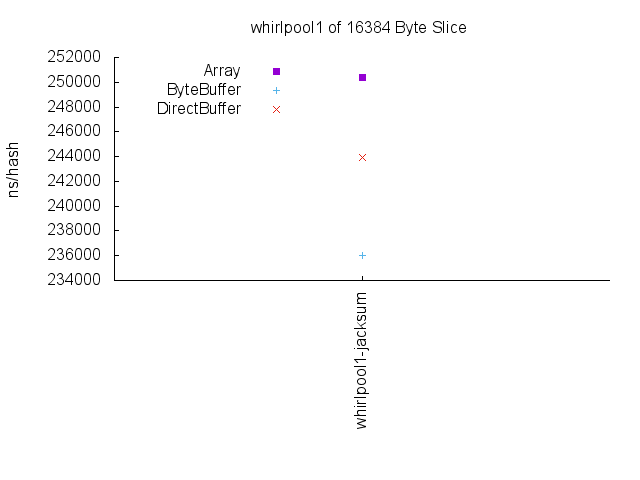 whirlpool1 of 16384 Byte Slice
252000
250000
248000
246000
244000
242000
240000
238000
236000
234000
ns/hash
Array
ByteBuffer
DirectBuffer
whirlpool1-jacksum